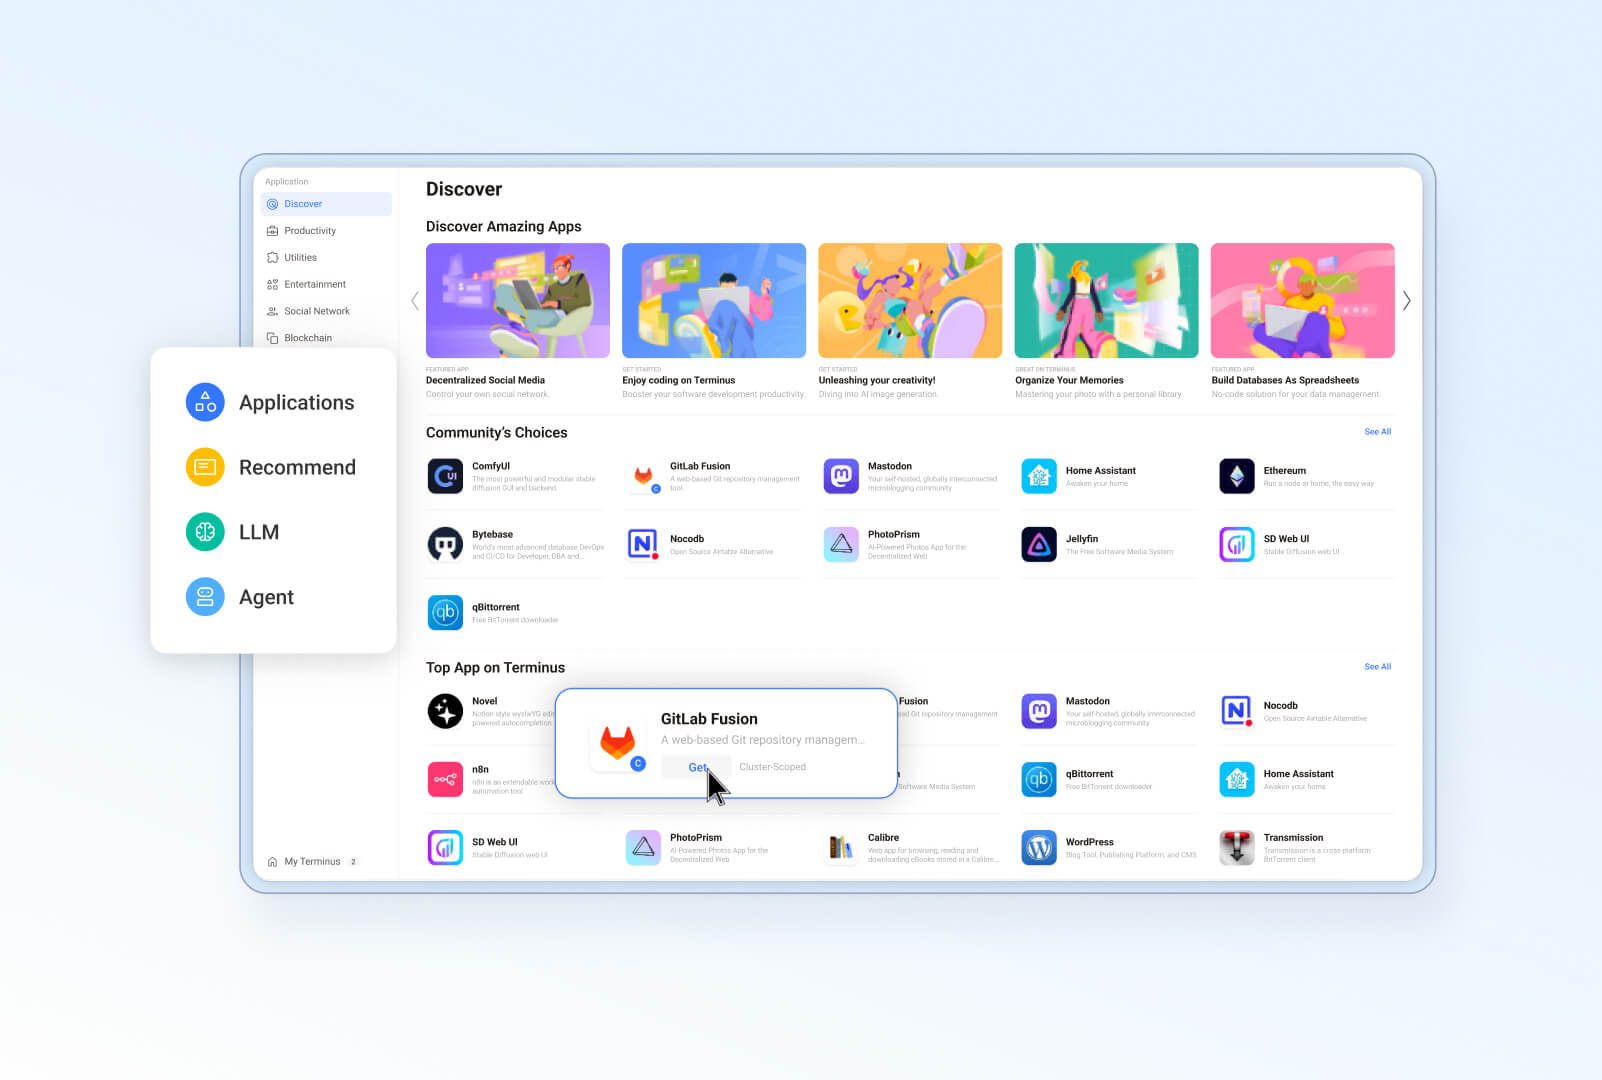 Application
Discover
Productivity
Utilities
Entertainment
Social Network
Blockchain
Applications
Recommend
LLM
Agent
My Terminus 2
Discover
Discover Amazing Apps
FEATURED APP
Decentralized Social Media
Control your own social network.
GET STARTED
Enjoy coding on Terminus
Booster your software development productivity.
GET STARTED
Unleashing your creativity!
Diving into AI image generation.
GREAT ON TERMINUS
Organize Your Memories
Mastering your photo with a personal library.
FEATURED APP
Build Databases As Spreadsheets
No-code solution for your data management.
Community's Choices
See All
ComfyUI
The most powerful and modular stable
diffusion GUI and backend.
GitLab Fusion
A web-based Git repository management
tool.
Mastodon
Your self-hosted, globally interconnected
microblogging community
Home Assistant
Awaken your home
Ethereum
Run a node at home, the easy way
Bytebase
World's most advanced database DevOps
and CI/CD for Developer, DBA and...
Nocodb
Open Source Airtable Alternative
PhotoPrism
AI-Powered Photos App for the
Decentralized Web
Jellyfin
The Free Software Media System
SD Web UI
Stable Diffusion web UI
qb
qBittorrent
Free BitTorrent downloader
Top App on Terminus
See All
Novel
Notion style wysiwYG
powered autocompletion
GitLab Fusion
A web-based Git repository managem...
Get
Cluster-Scoped
C
Fusion
Git repository management
Mastodon
Your self-hosted, globally interconnected
microblogging community
Nocodb
Open Source Airtable Alternative
n8n
n8n is an extendable
automation tool.
Software Media System
qb
qBittorrent
Free BitTorrent downloader
Home Assistant
Awaken your home
SD Web UI
Stable Diffusion web UI
PhotoPrism
AI-Powered Photos App for the
Decentralized Web
Calibre
Web app for browsing, reading and
downloading eBooks stored in a Calibre...
WordPress
Blog Tool, Publishing Platform, and CMS
Transmission
Transmission is a cross-platform
BitTorrent client